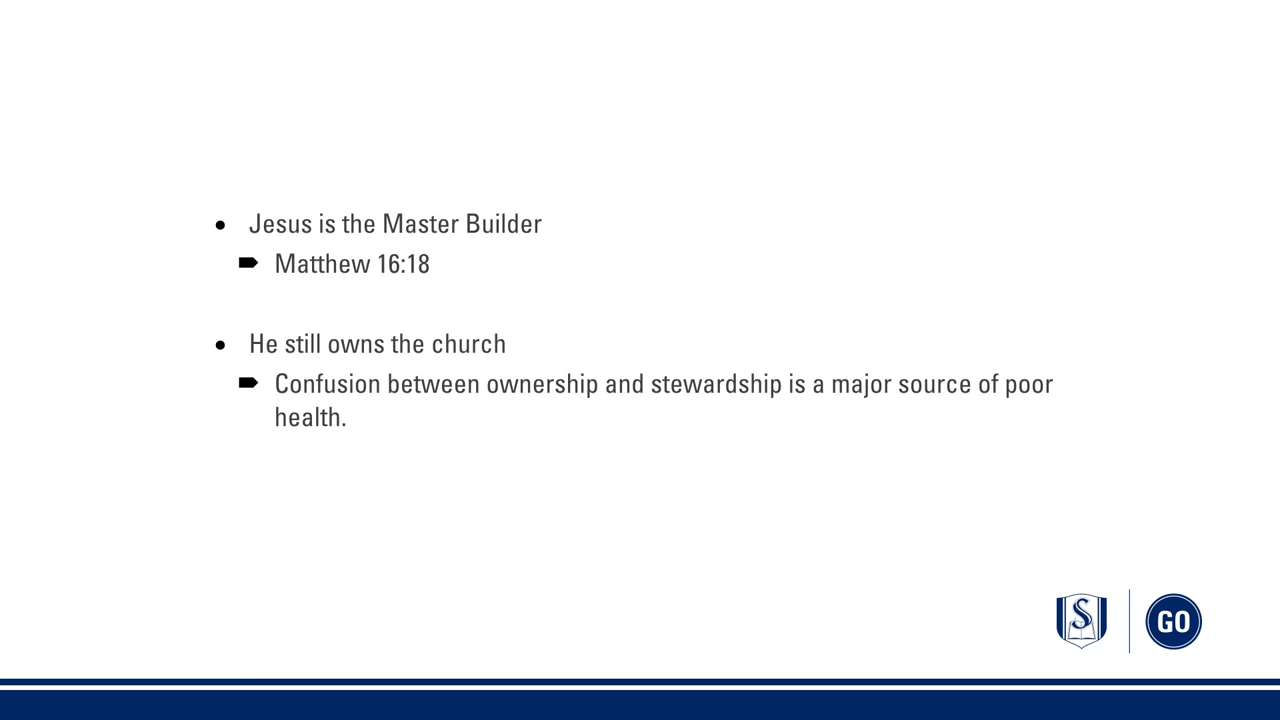 Jesus is the Master Builder
Matthew 16:18
He still owns the church
Confusion between ownership and stewardship is a major source of poor
health.
S
GO